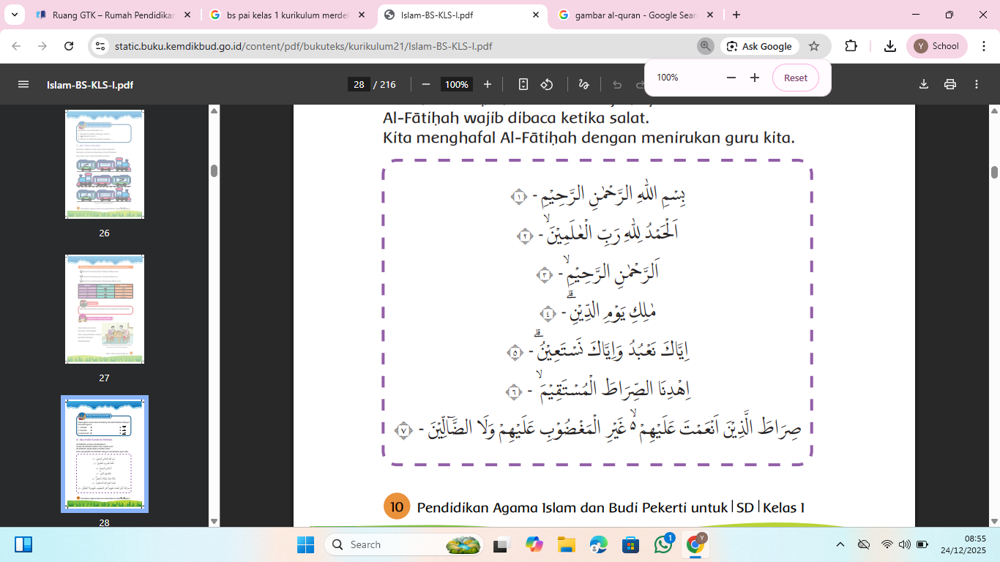 Ruang GTK – Rumah Pendidikan
bs pai kelas 1 kurikulum merdek
Islam-BS-KLS-I.pdf
gambar al-quran - Google Sear
static.buku.kemdikbud.go.id/content/pdf/bukuteks/kurikulum21/Islam-BS-KLS-I.pdf
Ask Google
Y School
Islam-BS-KLS-I.pdf
28 / 216
100%
100%
Reset
26
27
28
Al-Fātiḥah wajib dibaca ketika salat.
Kita menghafal Al-Fātiḥah dengan menirukan guru kita.
بِسْمِ اللّٰهِ الرَّحْمٰنِ الرَّحِيْمِ - ١
اَلْحَمْدُ لِلّٰهِ رَبِّ الْعٰلَمِيْنَۙ - ٢
اَلرَّحْمٰنِ الرَّحِيْمِۙ - ٣
مٰلِكِ يَوْمِ الدِّيْنِۗ - ٤
اِيَّاكَ نَعْبُدُ وَاِيَّاكَ نَسْتَعِيْنُۗ - ٥
اِهْدِنَا الصِّرَاطَ الْمُسْتَقِيْمَۙ - ٦
صِرَاطَ الَّذِيْنَ اَنْعَمْتَ عَلَيْهِمْ ەۙ غَيْرِ الْمَغْضُوْبِ عَلَيْهِمْ وَلَا الضَّاۤلِّيْنَ - ٧
10 Pendidikan Agama Islam dan Budi Pekerti untuk | SD | Kelas 1
Search
1
Y
08:55
24/12/2025